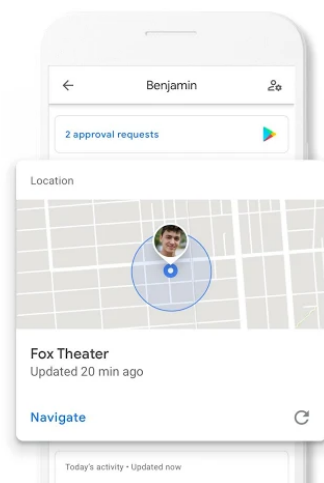 Benjamin
2 approval requests
Location
Fox Theater
Updated 20 min ago
Navigate
Today's activity • Updated now